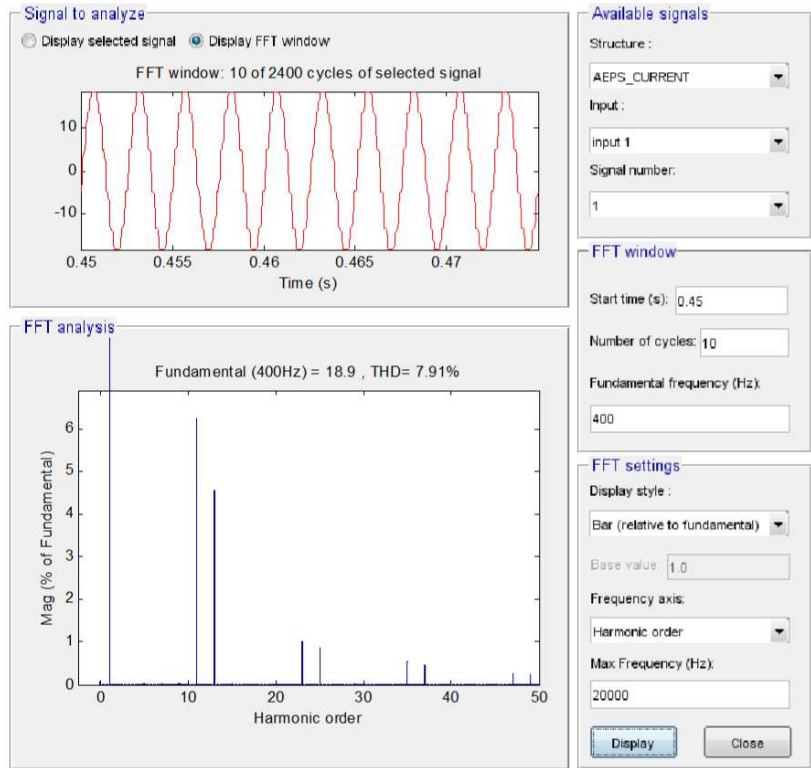 Signal to analyze
Display selected signal Display FFT window
FFT window: 10 of 2400 cycles of selected signal
10
0
-10
0.45 0.455 0.46 0.465 0.47
Time (s)
FFT analysis
Fundamental (400Hz) = 18.9 , THD= 7.91%
Mag (% of Fundamental)
6
5
4
3
2
1
0
0 10 20 30 40 50
Harmonic order
Available signals
Structure :
AEPS_CURRENT
Input :
input 1
Signal number:
1
FFT window
Start time (s): 0.45
Number of cycles: 10
Fundamental frequency (Hz):
400
FFT settings
Display style :
Bar (relative to fundamental)
Base value: 1.0
Frequency axis:
Harmonic order
Max Frequency (Hz):
20000
Display Close